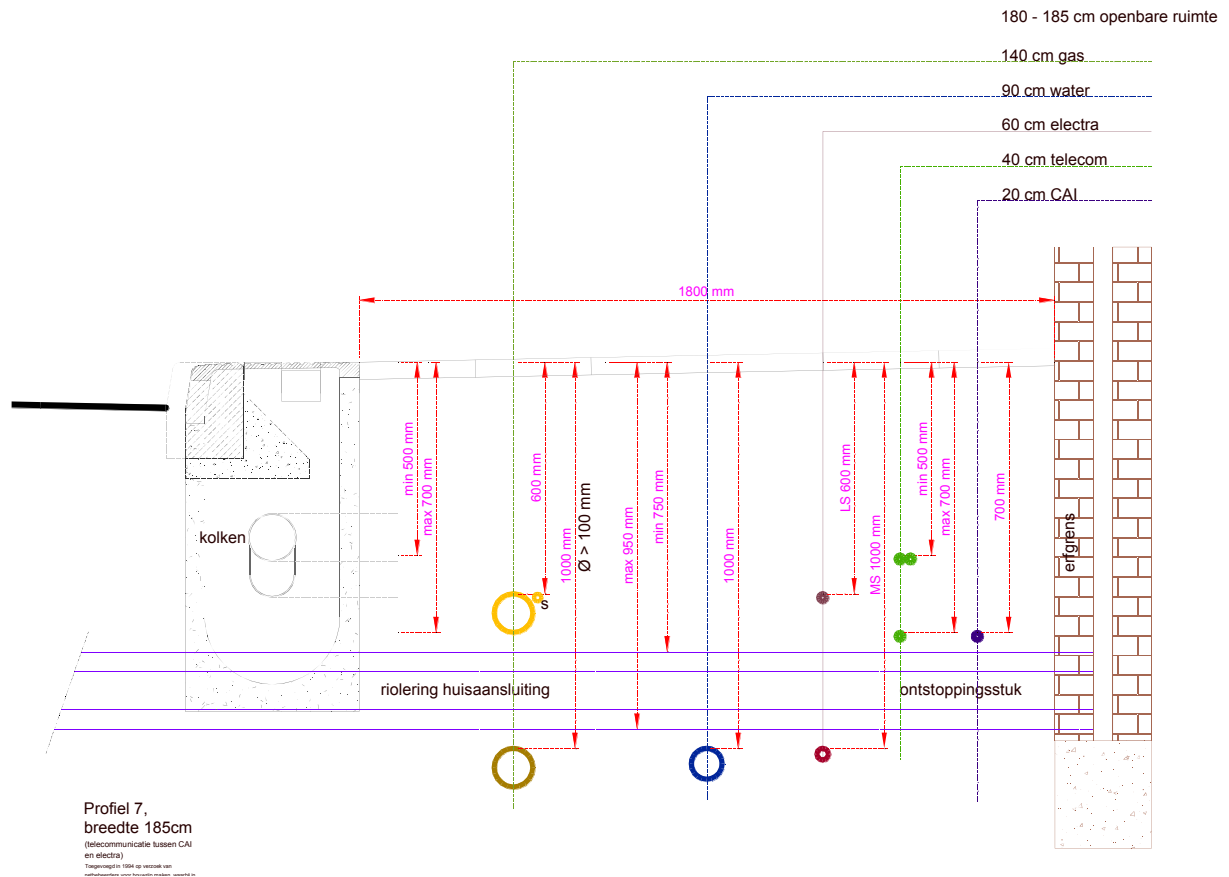 180 - 185 cm openbare ruimte
140 cm gas
90 cm water
60 cm electra
40 cm telecom
20 cm CAI
1800 mm
min 500 mm
max 700 mm
600 mm
1000 mm
Ø > 100 mm
max 950 mm
min 750 mm
1000 mm
LS 600 mm
MS 1000 mm
min 500 mm
max 700 mm
700 mm
erfgrens
kolken
s
riolering huisaansluiting
ontstoppingsstuk
Profiel 7,
breedte 185cm
(telecommunicatie tussen CAI
en electra)
Toegevoegd in 1994 op verzoek van